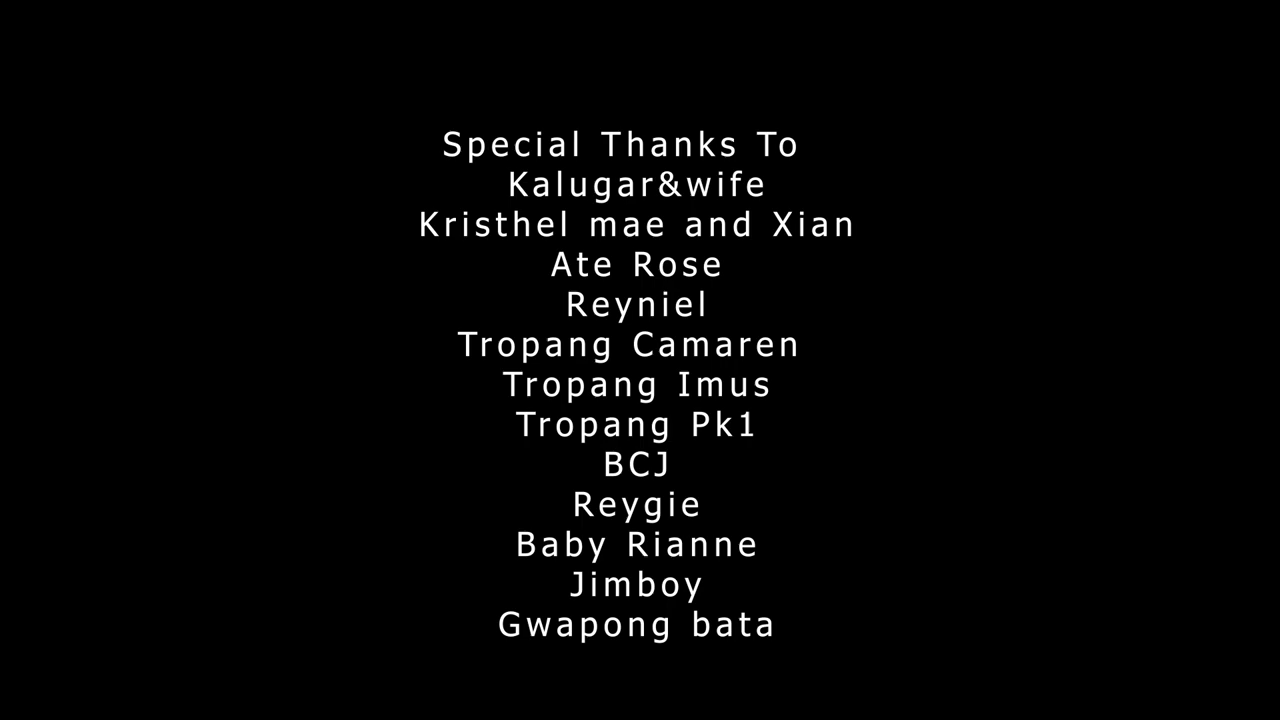 Special Thanks To
Kalugar&wife
Kristhel mae and Xian
Ate Rose
Reyniel
Tropang Camaren
Tropang Imus
Tropang Pk1
BCJ
Reygie
Baby Rianne
Jimboy
Gwapong bata